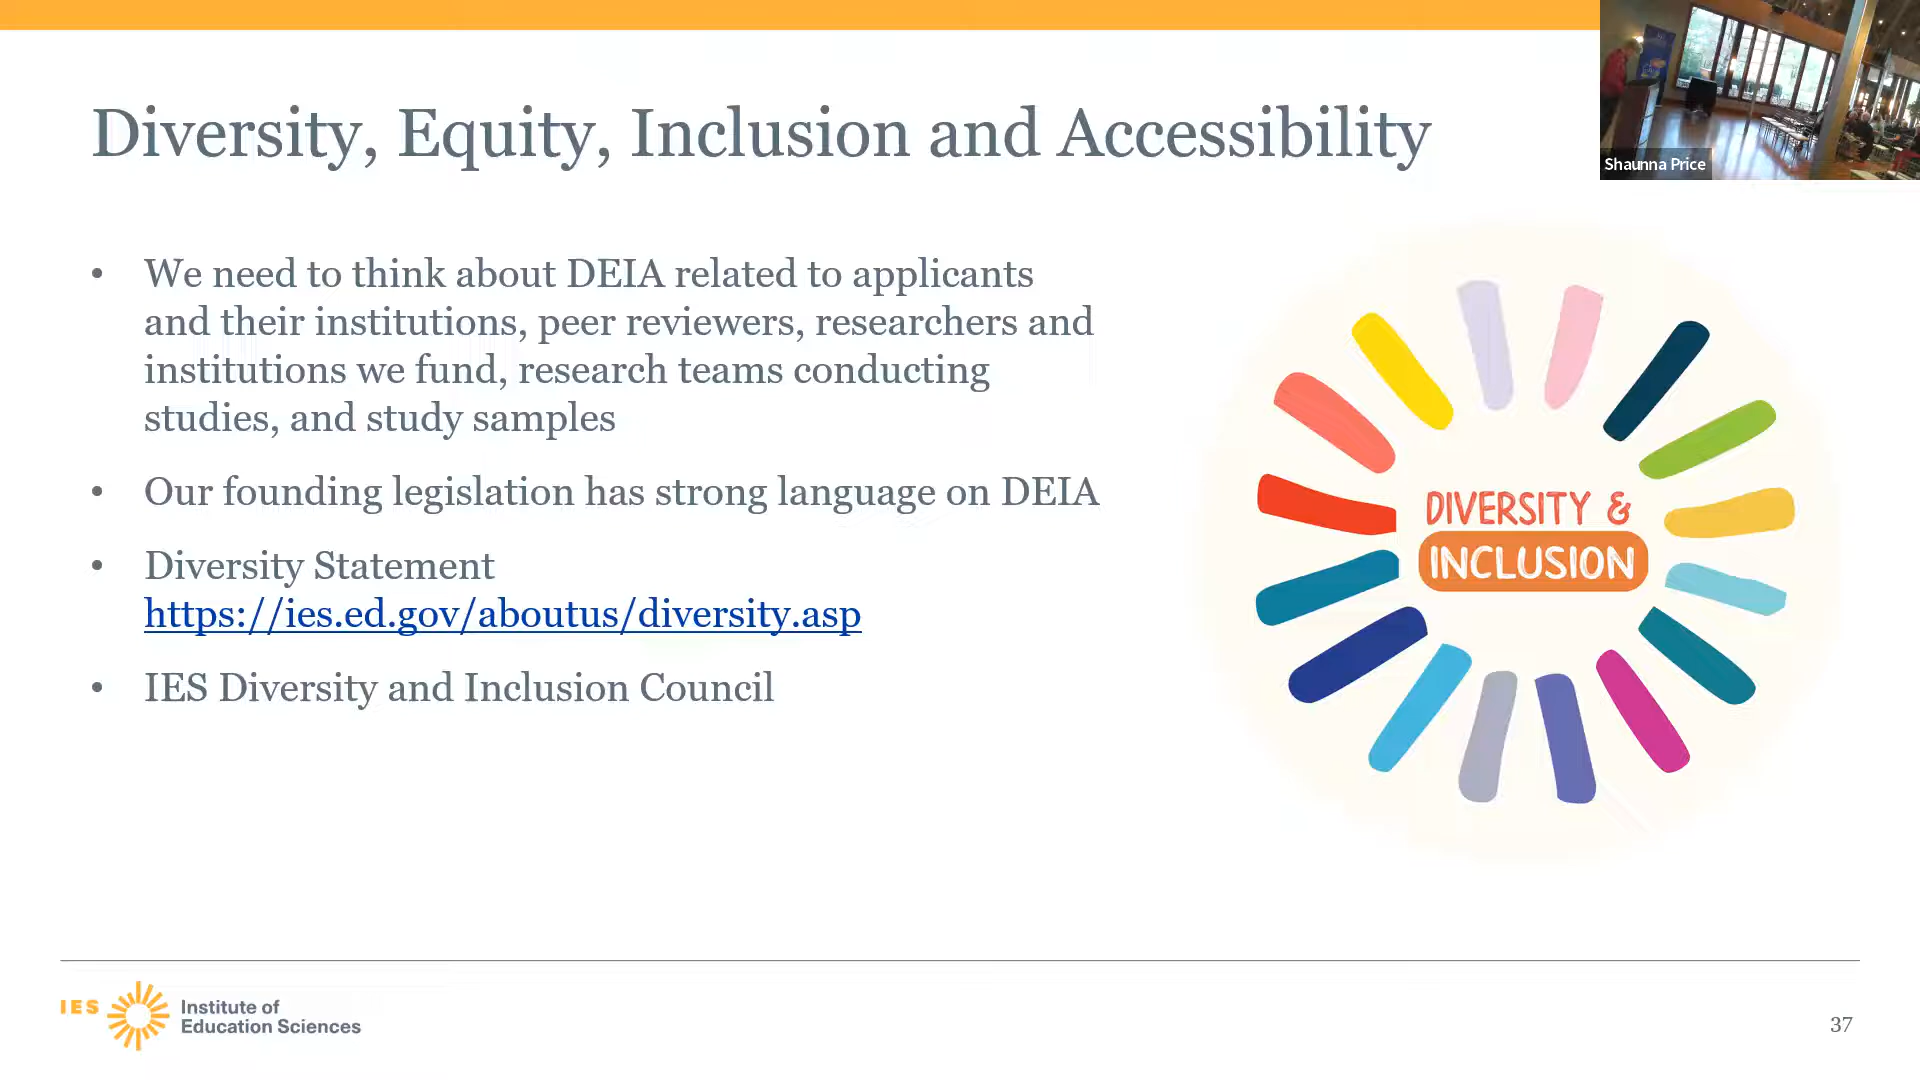 Diversity, Equity, Inclusion and Accessibility
Shaunna Price
• We need to think about DEIA related to applicants
and their institutions, peer reviewers, researchers and
institutions we fund, research teams conducting
studies, and study samples
• Our founding legislation has strong language on DEIA
• Diversity Statement
https://ies.ed.gov/aboutus/diversity.asp
• IES Diversity and Inclusion Council
DIVERSITY &
INCLUSION
IES
Institute of
Education Sciences
37